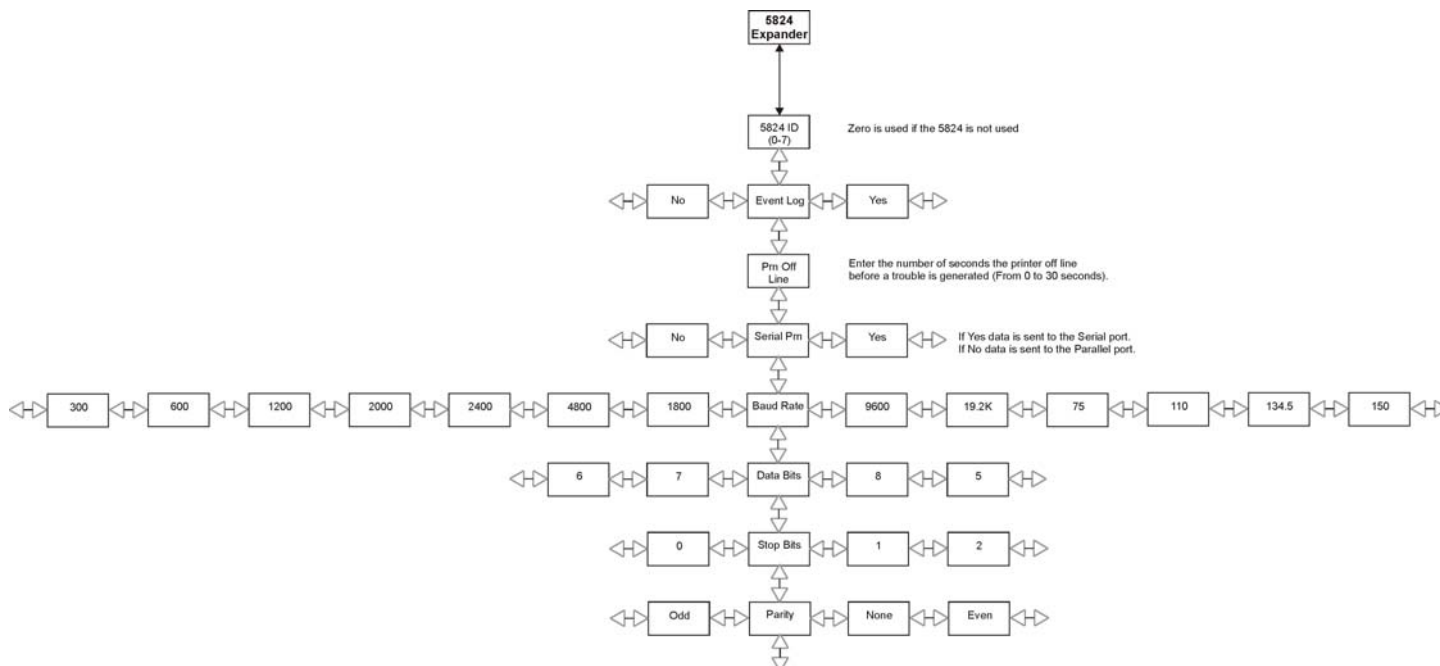 5824
Expander
5824 ID
(0-7)
Zero is used if the 5824 is not used
No
Event Log
Yes
Prn Off
Line
Enter the number of seconds the printer off line
before a trouble is generated (From 0 to 30 seconds).
No
Serial Prn
Yes
If Yes data is sent to the Serial port.
If No data is sent to the Parallel port.
300
600
1200
2000
2400
4800
1800
Baud Rate
9600
19.2K
75
110
134.5
150
6
7
Data Bits
8
5
0
Stop Bits
1
2
Odd
Parity
None
Even